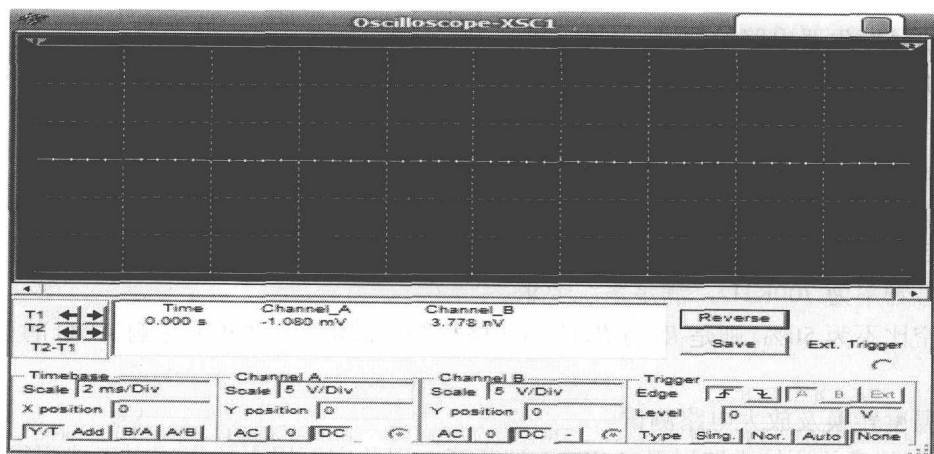 Oscilloscope-XSC1
T1
T2
T2-T1
Time Channel_A Channel_B
0.000 s -1.080 mV 3.778 nV
Reverse
Save
Ext. Trigger
Timebase
Scale 2 ms/Div
X position 0
Y/T Add B/A A/B
Channel A
Scale 5 V/Div
Y position 0
AC 0 DC
Channel B
Scale 5 V/Div
Y position 0
AC 0 DC -
Trigger
Edge A B Ext
Level 0 V
Type Sing. Nor. Auto None